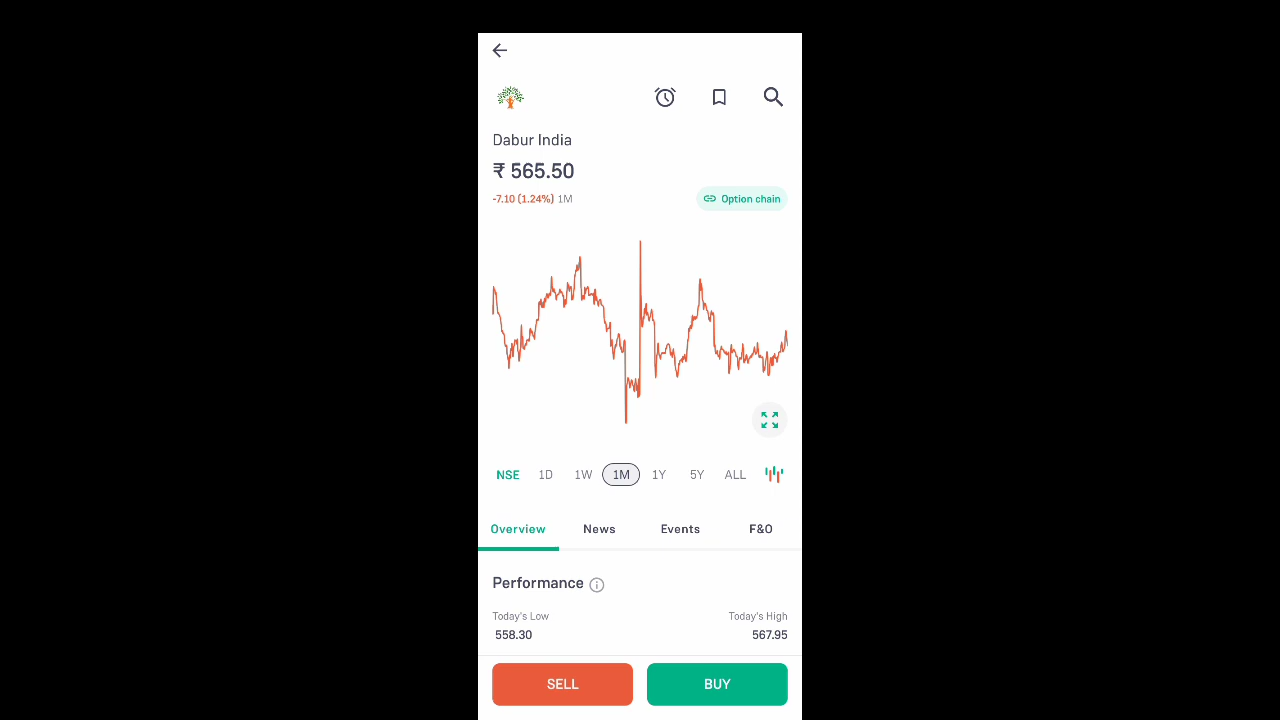 Dabur India
₹ 565.50
-7.10 (1.24%) 1M
Option chain
NSE 1D 1W 1M 1Y 5Y ALL
Overview News Events F&O
Performance
Today's Low Today's High
558.30 567.95
SELL BUY